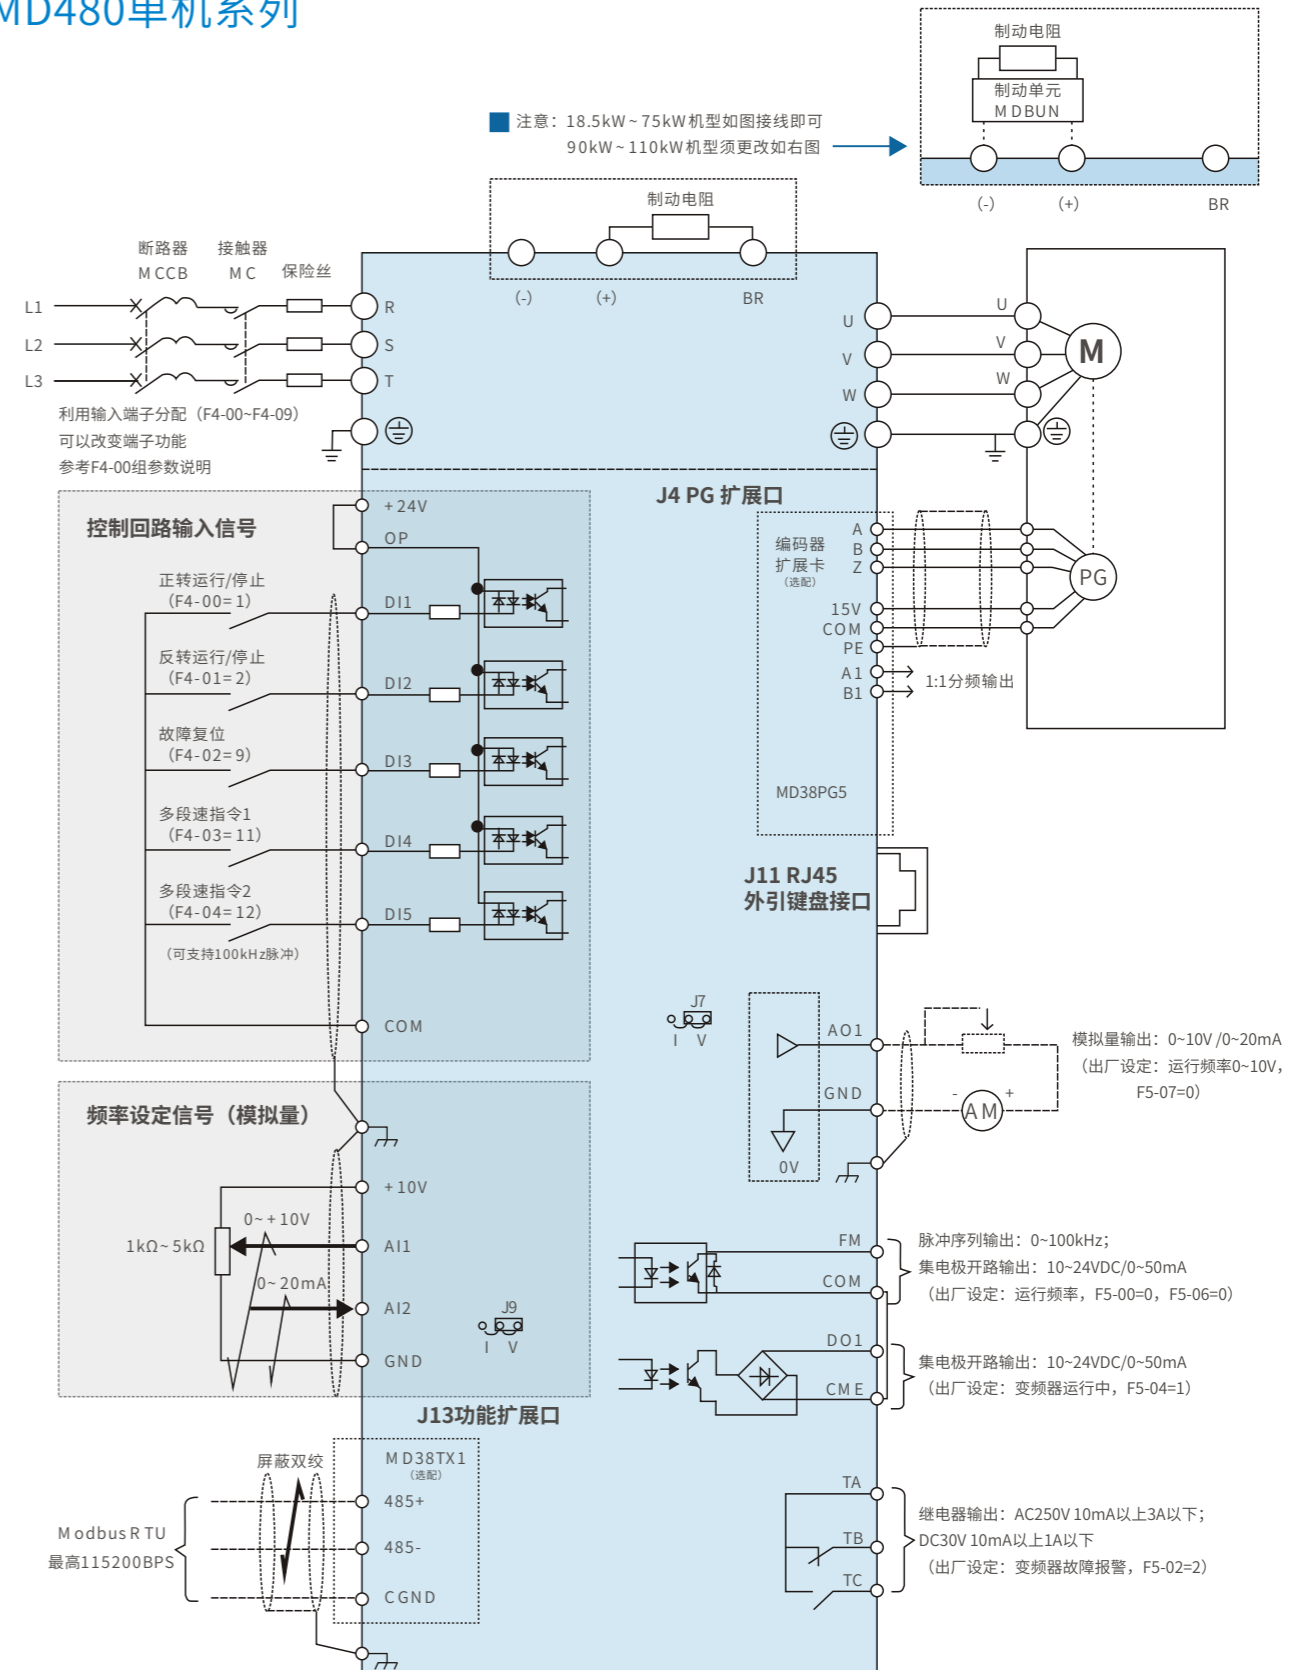 MD480单机系列
制动电阻
制动单元
MDBUN
(-)
(+)
BR
注意：18.5kW~75kW机型如图接线即可
90kW~110kW机型须更改如右图
制动电阻
(-)
(+)
BR
断路器
MCCB
接触器
MC
保险丝
L1
L2
L3
R
S
T
U
V
W
U
V
W
M
利用输入端子分配（F4-00~F4-09）
可以改变端子功能
参考F4-00组参数说明
J4 PG 扩展口
控制回路输入信号
+24V
OP
正转运行/停止
（F4-00=1）
DI1
反转运行/停止
（F4-01=2）
DI2
故障复位
（F4-02=9）
DI3
多段速指令1
（F4-03=11）
DI4
多段速指令2
（F4-04=12）
DI5
（可支持100kHz脉冲）
COM
编码器
扩展卡
（选配）
A
B
Z
15V
COM
PE
A1
B1
PG
1:1分频输出
MD38PG5
J11 RJ45
外引键盘接口
J7
I V
AO1
GND
0V
- +
AM
模拟量输出：0~10V /0~20mA
（出厂设定：运行频率0~10V，
F5-07=0）
频率设定信号（模拟量）
+10V
0~+10V
1kΩ~5kΩ
AI1
0~20mA
AI2
GND
J9
I V
FM
COM
脉冲序列输出：0~100kHz；
集电极开路输出：10~24VDC/0~50mA
（出厂设定：运行频率，F5-00=0，F5-06=0）
DO1
CME
集电极开路输出：10~24VDC/0~50mA
（出厂设定：变频器运行中，F5-04=1）
J13功能扩展口
屏蔽双绞
MD38TX1
（选配）
485+
485-
CGND
ModbusRTU
最高115200BPS
TA
TB
TC
继电器输出：AC250V 10mA以上3A以下；
DC30V 10mA以上1A以下
（出厂设定：变频器故障报警，F5-02=2）